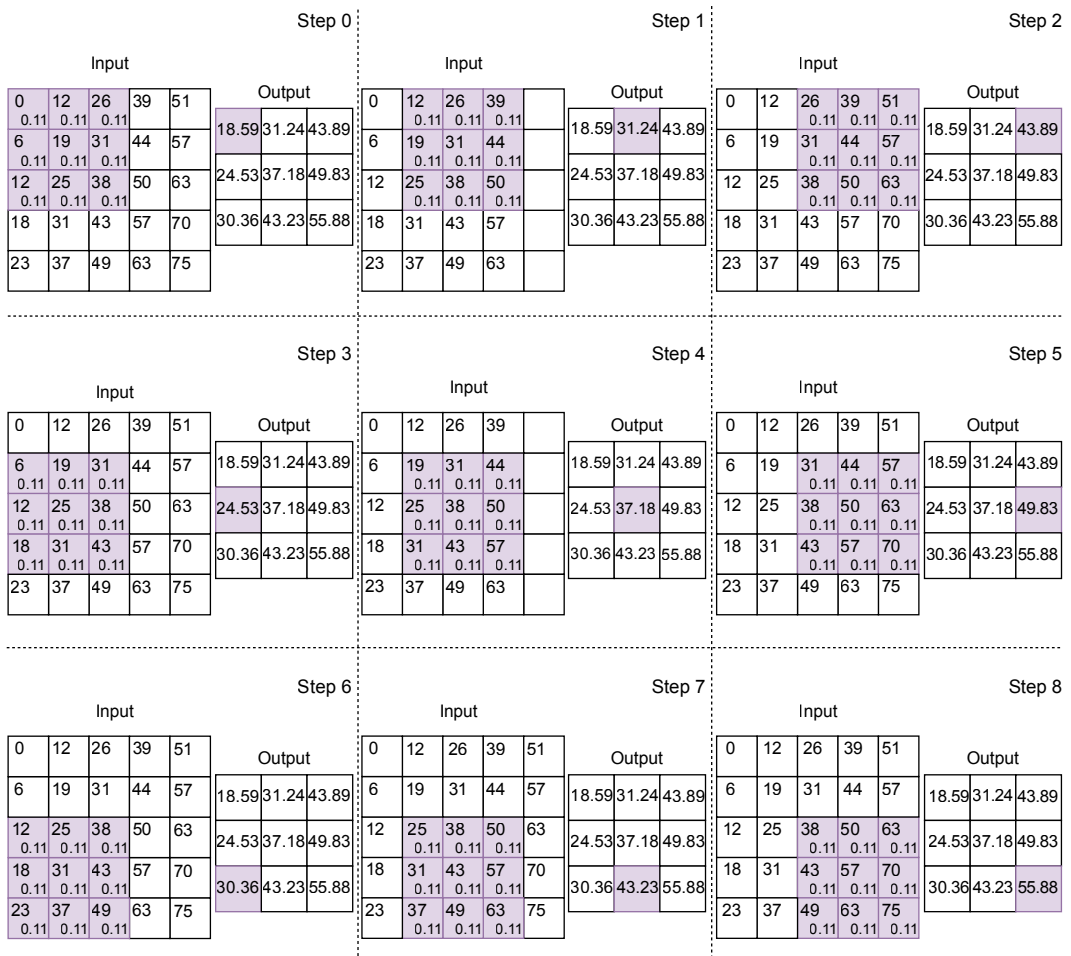 Step 0
Input
Output
0 12 26 39 51
0.11 0.11 0.11
6 19 31 44 57
0.11 0.11 0.11
12 25 38 50 63
0.11 0.11 0.11
18 31 43 57 70
23 37 49 63 75
18.59 31.24 43.89
24.53 37.18 49.83
30.36 43.23 55.88
Step 1
Input
Output
0 12 26 39
0.11 0.11 0.11
6 19 31 44
0.11 0.11 0.11
12 25 38 50
0.11 0.11 0.11
18 31 43 57
23 37 49 63
18.59 31.24 43.89
24.53 37.18 49.83
30.36 43.23 55.88
Step 2
Input
Output
0 12 26 39 51
0.11 0.11 0.11
6 19 31 44 57
0.11 0.11 0.11
12 25 38 50 63
0.11 0.11 0.11
18 31 43 57 70
23 37 49 63 75
18.59 31.24 43.89
24.53 37.18 49.83
30.36 43.23 55.88
Step 3
Input
Output
0 12 26 39 51
6 19 31 44 57
0.11 0.11 0.11
12 25 38 50 63
0.11 0.11 0.11
18 31 43 57 70
0.11 0.11 0.11
23 37 49 63 75
18.59 31.24 43.89
24.53 37.18 49.83
30.36 43.23 55.88
Step 4
Input
Output
0 12 26 39
6 19 31 44
0.11 0.11 0.11
12 25 38 50
0.11 0.11 0.11
18 31 43 57
0.11 0.11 0.11
23 37 49 63
18.59 31.24 43.89
24.53 37.18 49.83
30.36 43.23 55.88
Step 5
Input
Output
0 12 26 39 51
6 19 31 44 57
0.11 0.11 0.11
12 25 38 50 63
0.11 0.11 0.11
18 31 43 57 70
0.11 0.11 0.11
23 37 49 63 75
18.59 31.24 43.89
24.53 37.18 49.83
30.36 43.23 55.88
Step 6
Input
Output
0 12 26 39 51
6 19 31 44 57
12 25 38 50 63
0.11 0.11 0.11
18 31 43 57 70
0.11 0.11 0.11
23 37 49 63 75
0.11 0.11 0.11
18.59 31.24 43.89
24.53 37.18 49.83
30.36 43.23 55.88
Step 7
Input
Output
0 12 26 39 51
6 19 31 44 57
12 25 38 50 63
0.11 0.11 0.11
18 31 43 57 70
0.11 0.11 0.11
23 37 49 63 75
0.11 0.11 0.11
18.59 31.24 43.89
24.53 37.18 49.83
30.36 43.23 55.88
Step 8
Input
Output
0 12 26 39 51
6 19 31 44 57
12 25 38 50 63
0.11 0.11 0.11
18 31 43 57 70
0.11 0.11 0.11
23 37 49 63 75
0.11 0.11 0.11
18.59 31.24 43.89
24.53 37.18 49.83
30.36 43.23 55.88